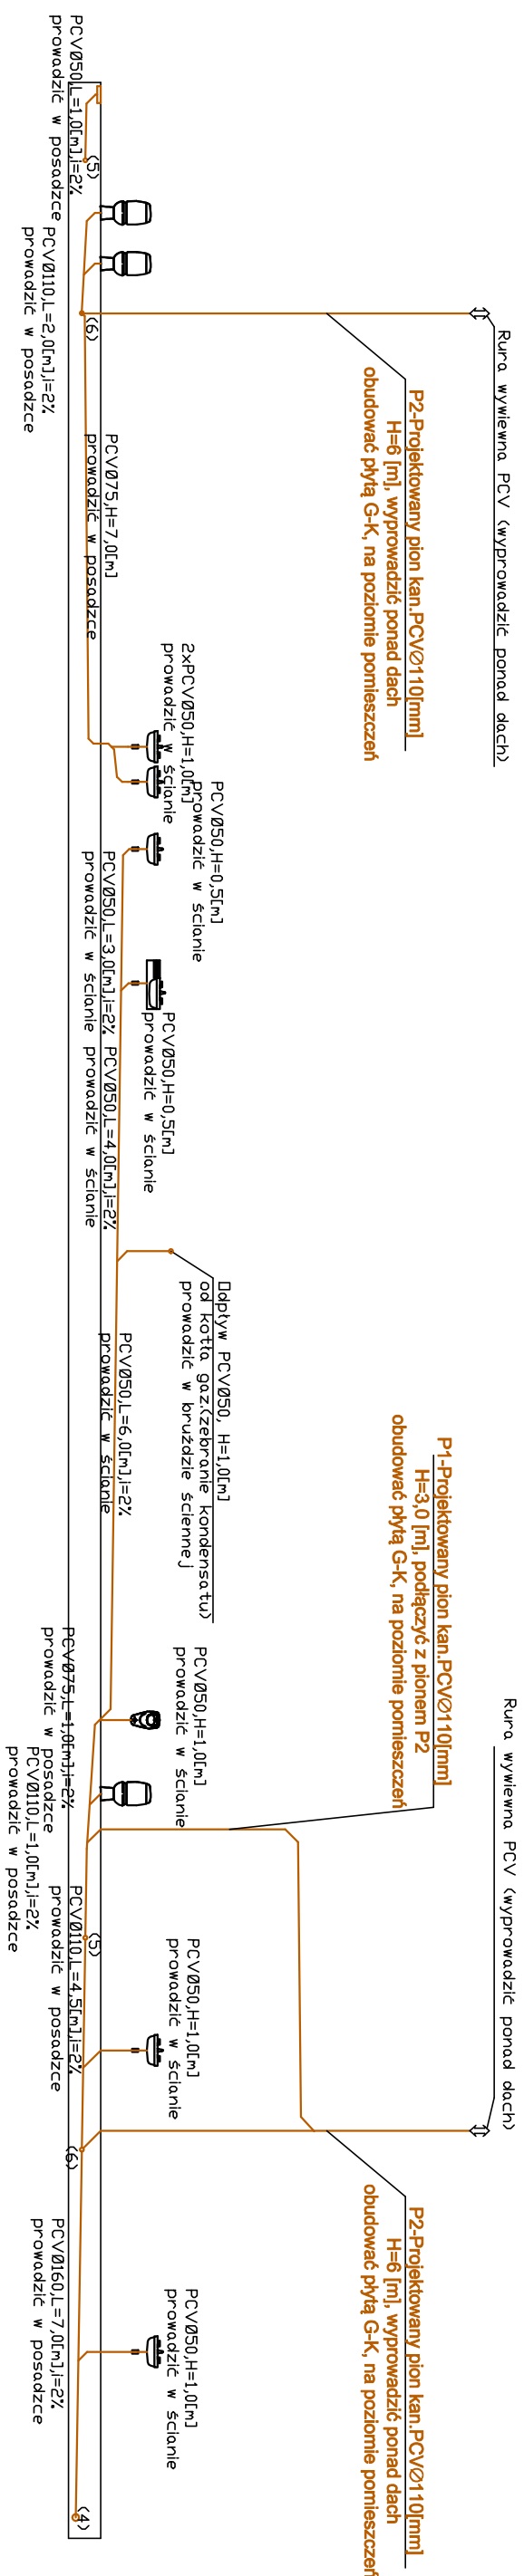 Rura wywiewna PCV (wyprowadzić ponad dach)
P2-Projektowany pion kan.PCVØ110[mm]
H=6 [m], wyprowadzić ponad dach
obudować płytą G-K, na poziomie pomieszczeń
PCVØ50,L=1,0[m],i=2%
prowadzić w posadzce
(5)
PCVØ110,L=2,0[m],i=2%
prowadzić w posadzce
(6)
PCVØ75,H=7,0[m]
prowadzić w posadzce
2xPCVØ50,H=1,0[m]
prowadzić w ścianie
PCVØ50,H=0,5[m]
prowadzić w ścianie
PCVØ50,L=3,0[m],i=2%
prowadzić w ścianie
PCVØ50,H=0,5[m]
prowadzić w ścianie
PCVØ50,L=4,0[m],i=2%
prowadzić w ścianie
Odpływ PCVØ50, H=1,0[m]
od kotła gaz.(zebranie kondensatu)
prowadzić w bruździe ściennej
PCVØ50,L=6,0[m],i=2%
prowadzić w ścianie
P1-Projektowany pion kan.PCVØ110[mm]
H=3,0 [m], podłączyć z pionem P2
obudować płytą G-K, na poziomie pomieszczeń
PCVØ50,H=1,0[m]
prowadzić w ścianie
PCVØ75,L=1,0[m],i=2%
prowadzić w posadzce
PCVØ110,L=1,0[m],i=2%
prowadzić w posadzce
Rura wywiewna PCV (wyprowadzić ponad dach)
PCVØ110,L=4,5[m],i=2%
prowadzić w posadzce
(5)
PCVØ50,H=1,0[m]
prowadzić w ścianie
(6)
P2-Projektowany pion kan.PCVØ110[mm]
H=6 [m], wyprowadzić ponad dach
obudować płytą G-K, na poziomie pomieszczeń
PCVØ160,L=7,0[m],i=2%
prowadzić w posadzce
PCVØ50,H=1,0[m]
prowadzić w ścianie
(4)